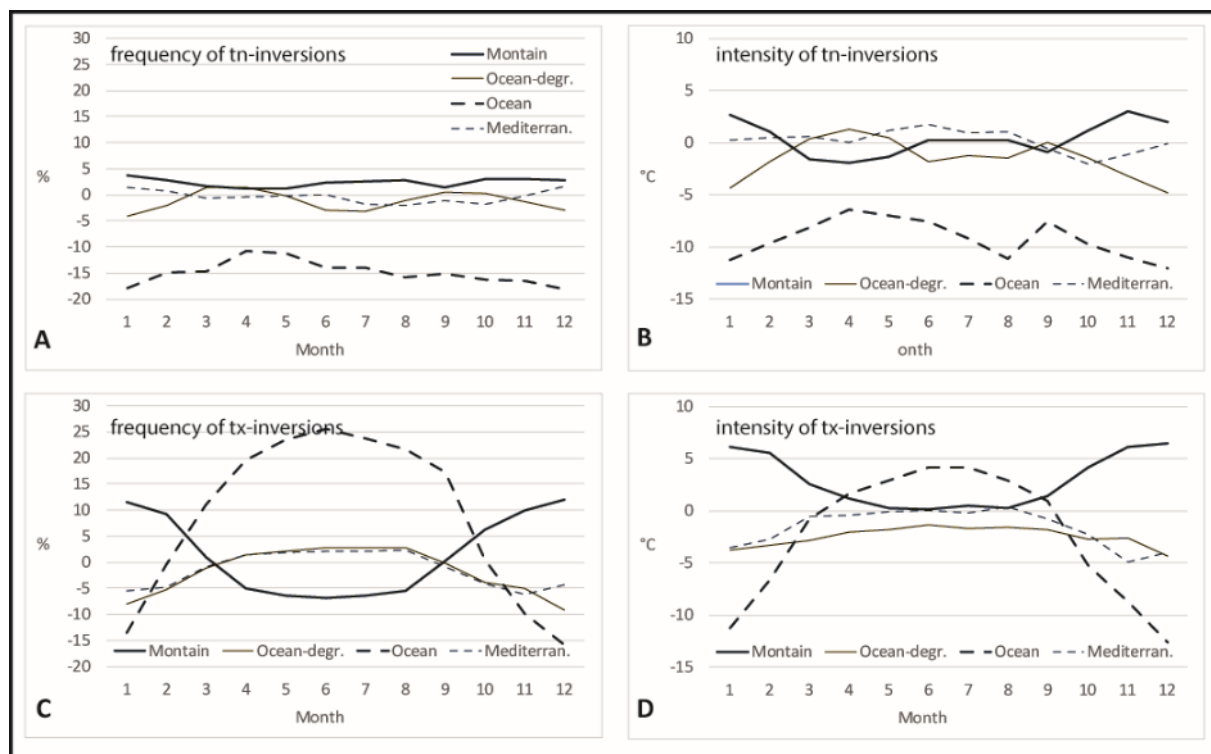 frequency of tn-inversions
30
25
20
15
10
5
0
-5
-10
-15
-20
%
Montain
Ocean-degr.
Ocean
Mediterran.
1 2 3 4 5 6 7 8 9 10 11 12
A
Month
intensity of tn-inversions
10
5
0
-5
-10
-15
°C
Montain Ocean-degr. Ocean Mediterran.
1 2 3 4 5 6 7 8 9 10 11 12
B
onth
frequency of tx-inversions
30
25
20
15
10
5
0
-5
-10
-15
-20
%
Montain Ocean-degr. Ocean Mediterran.
1 2 3 4 5 6 7 8 9 10 11 12
C
Month
intensity of tx-inversions
10
5
0
-5
-10
-15
°C
Montain Ocean-degr. Ocean Mediterran.
1 2 3 4 5 6 7 8 9 10 11 12
D
Month